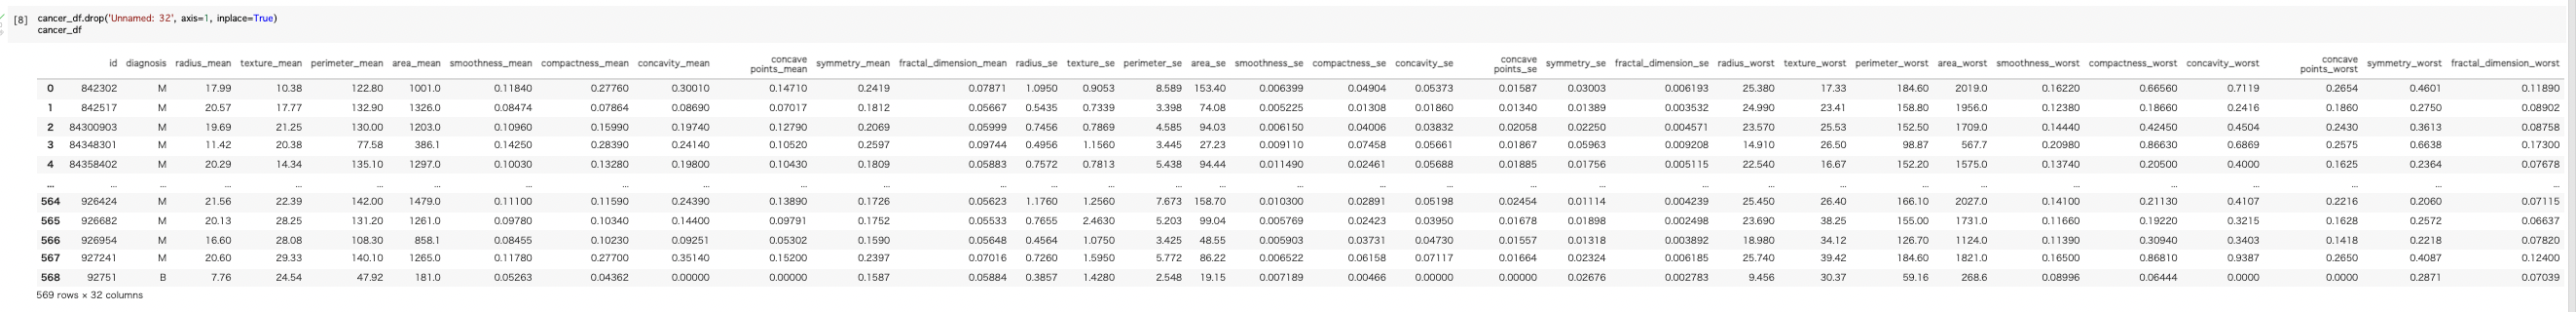 [8] cancer_df.drop('Unnamed: 32', axis=1, inplace=True)
cancer_df
id diagnosis radius_mean texture_mean perimeter_mean area_mean smoothness_mean compactness_mean concavity_mean concave points_mean symmetry_mean fractal_dimension_mean radius_se texture_se perimeter_se area_se smoothness_se compactness_se concavity_se concave points_se symmetry_se fractal_dimension_se radius_worst texture_worst perimeter_worst area_worst smoothness_worst compactness_worst concavity_worst concave points_worst symmetry_worst fractal_dimension_worst
0 842302 M 17.99 10.38 122.80 1001.0 0.11840 0.27760 0.30010 0.14710 0.2419 0.07871 1.0950 0.9053 8.589 153.40 0.006399 0.04904 0.05373 0.01587 0.03003 0.006193 25.380 17.33 184.60 2019.0 0.16220 0.66560 0.7119 0.2654 0.4601 0.11890
1 842517 M 20.57 17.77 132.90 1326.0 0.08474 0.07864 0.08690 0.07017 0.1812 0.05667 0.5435 0.7339 3.398 74.08 0.005225 0.01308 0.01860 0.01340 0.01389 0.003532 24.990 23.41 158.80 1956.0 0.12380 0.18660 0.2416 0.1860 0.2750 0.08902
2 84300903 M 19.69 21.25 130.00 1203.0 0.10960 0.15990 0.19740 0.12790 0.2069 0.05999 0.7456 0.7869 4.585 94.03 0.006150 0.04006 0.03832 0.02058 0.02250 0.004571 23.570 25.53 152.50 1709.0 0.14440 0.42450 0.4504 0.2430 0.3613 0.08758
3 84348301 M 11.42 20.38 77.58 386.1 0.14250 0.28390 0.24140 0.10520 0.2597 0.09744 0.4956 1.1560 3.445 27.23 0.009110 0.07458 0.05661 0.01867 0.05963 0.009208 14.910 26.50 98.87 567.7 0.20980 0.86630 0.6869 0.2575 0.6638 0.17300
4 84358402 M 20.29 14.34 135.10 1297.0 0.10030 0.13280 0.19800 0.10430 0.1809 0.05883 0.7572 0.7813 5.438 94.44 0.011490 0.02461 0.05688 0.01885 0.01756 0.005115 22.540 16.67 152.20 1575.0 0.13740 0.20500 0.4000 0.1625 0.2364 0.07678
... ... ... ... ... ... ... ... ... ... ... ... ... ... ... ... ... ... ... ... ... ... ... ... ... ... ... ... ... ... ... ... ...
564 926424 M 21.56 22.39 142.00 1479.0 0.11100 0.11590 0.24390 0.13890 0.1726 0.05623 1.1760 1.2560 7.673 158.70 0.010300 0.02891 0.05198 0.02454 0.01114 0.004239 25.450 26.40 166.10 2027.0 0.14100 0.21130 0.4107 0.2216 0.2060 0.07115
565 926682 M 20.13 28.25 131.20 1261.0 0.09780 0.10340 0.14400 0.09791 0.1752 0.05533 0.7655 2.4630 5.203 99.04 0.005769 0.02423 0.03950 0.01678 0.01898 0.002498 23.690 38.25 155.00 1731.0 0.11660 0.19220 0.3215 0.1628 0.2572 0.06637
566 926954 M 16.60 28.08 108.30 858.1 0.08455 0.10230 0.09251 0.05302 0.1590 0.05648 0.4564 1.0750 3.425 48.55 0.005903 0.03731 0.04730 0.01557 0.01318 0.003892 18.980 34.12 126.70 1124.0 0.11390 0.30940 0.3403 0.1418 0.2218 0.07820
567 927241 M 20.60 29.33 140.10 1265.0 0.11780 0.27700 0.35140 0.15200 0.2397 0.07016 0.7260 1.5950 5.772 86.22 0.006522 0.06158 0.07117 0.01664 0.02324 0.006185 25.740 39.42 184.60 1821.0 0.16500 0.86810 0.9387 0.2650 0.4087 0.12400
568 92751 B 7.76 24.54 47.92 181.0 0.05263 0.04362 0.00000 0.00000 0.1587 0.05884 0.3857 1.4280 2.548 19.15 0.007189 0.00466 0.00000 0.00000 0.02676 0.002783 9.456 30.37 59.16 268.6 0.08996 0.06444 0.0000 0.0000 0.2871 0.07039
569 rows × 32 columns